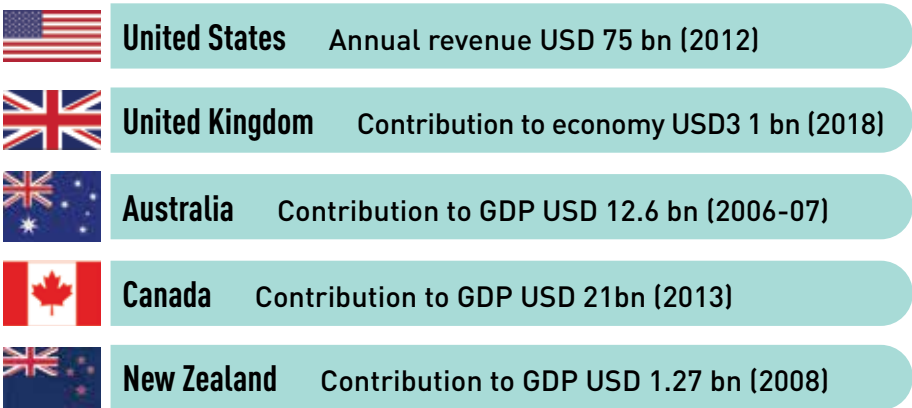 United States Annual revenue USD 75 bn (2012)
United Kingdom Contribution to economy USD3 1 bn (2018)
Australia Contribution to GDP USD 12.6 bn (2006-07)
Canada Contribution to GDP USD 21bn (2013)
New Zealand Contribution to GDP USD 1.27 bn (2008)